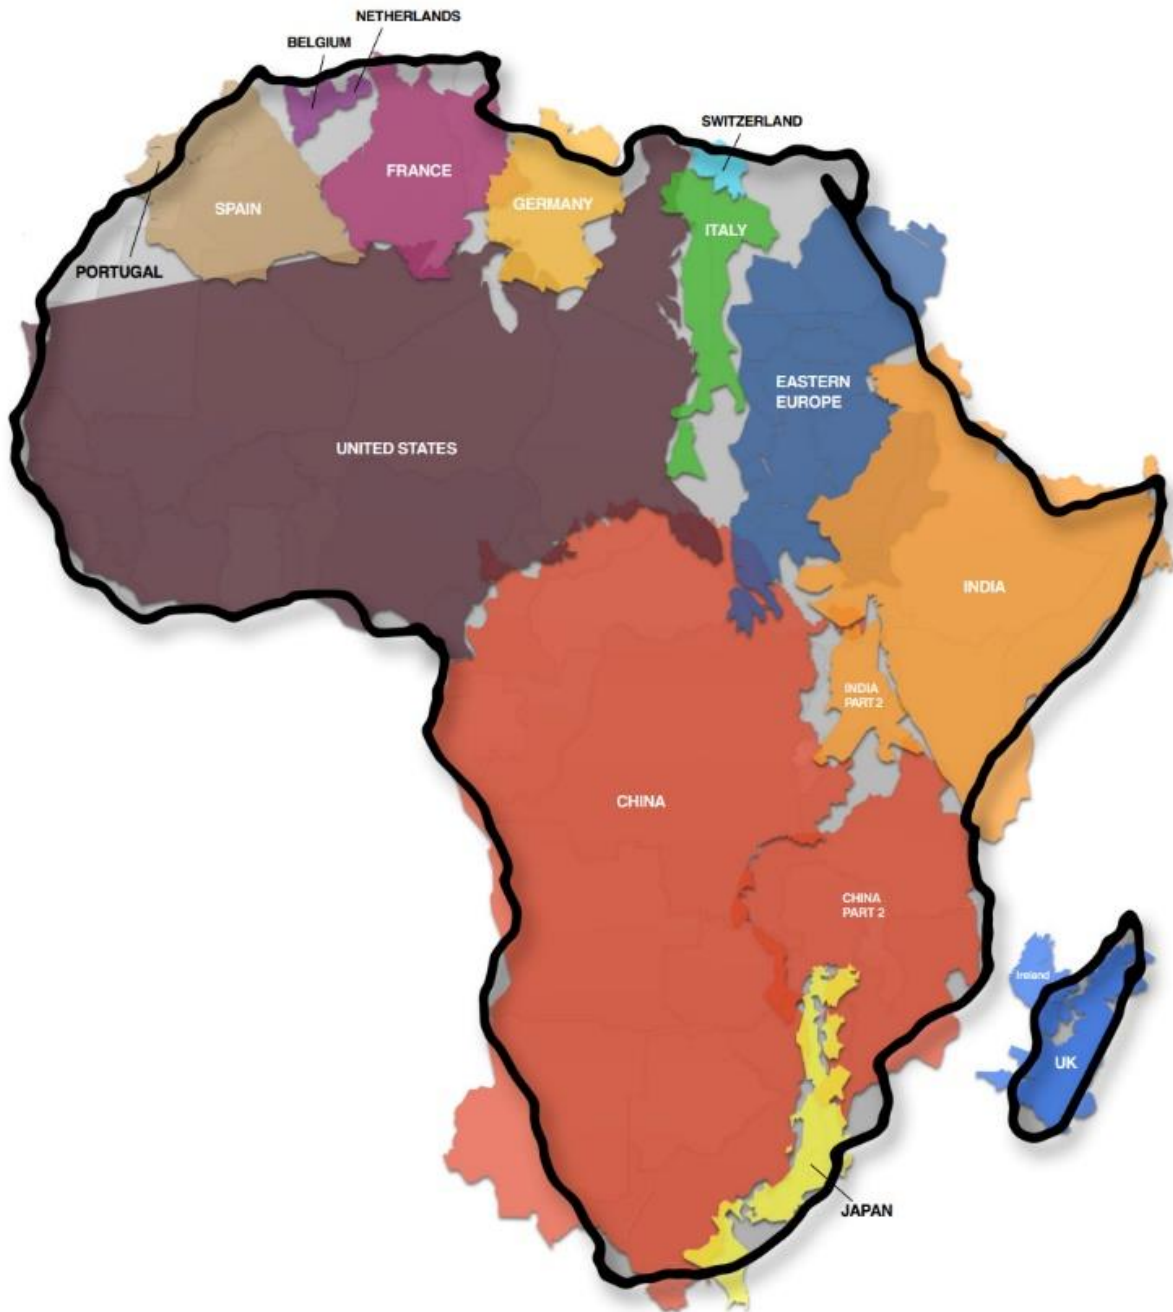 NETHERLANDS
BELGIUM
SWITZERLAND
FRANCE
GERMANY
SPAIN
ITALY
PORTUGAL
EASTERN
EUROPE
UNITED STATES
INDIA
INDIA
PART 2
CHINA
CHINA
PART 2
Ireland
UK
JAPAN